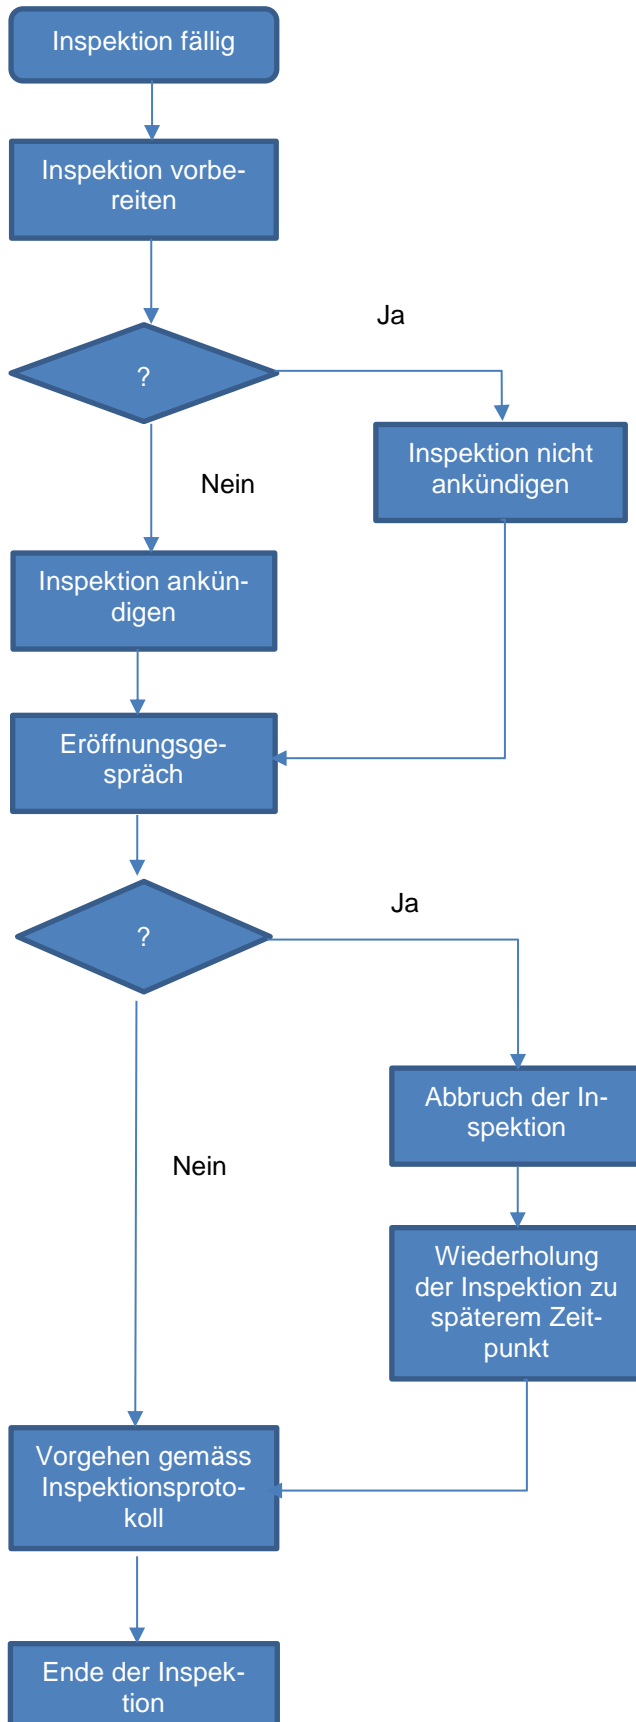 Inspektion fällig
Inspektion vorbe-
reiten
Ja
?
Inspektion nicht
ankündigen
Nein
Inspektion ankün-
digen
Eröffnungsge-
spräch
Ja
?
Abbruch der In-
spektion
Nein
Wiederholung
der Inspektion zu
späterem Zeit-
punkt
Vorgehen gemäss
Inspektionsproto-
koll
Ende der Inspek-
tion